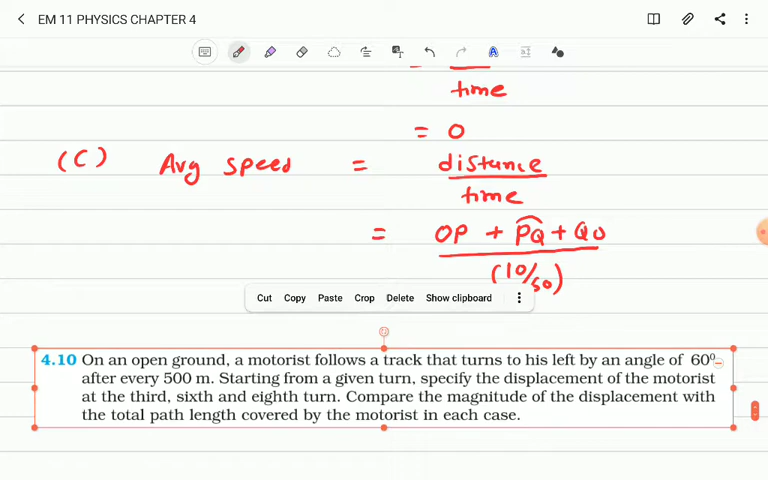 EM 11 PHYSICS CHAPTER 4
time
= 0
(C) Avg speed = distance
time
= OP + PQ + QO
(10/60)
Cut Copy Paste Crop Delete Show clipboard
4.10 On an open ground, a motorist follows a track that turns to his left by an angle of 60⁰
after every 500 m. Starting from a given turn, specify the displacement of the motorist
at the third, sixth and eighth turn. Compare the magnitude of the displacement with
the total path length covered by the motorist in each case.